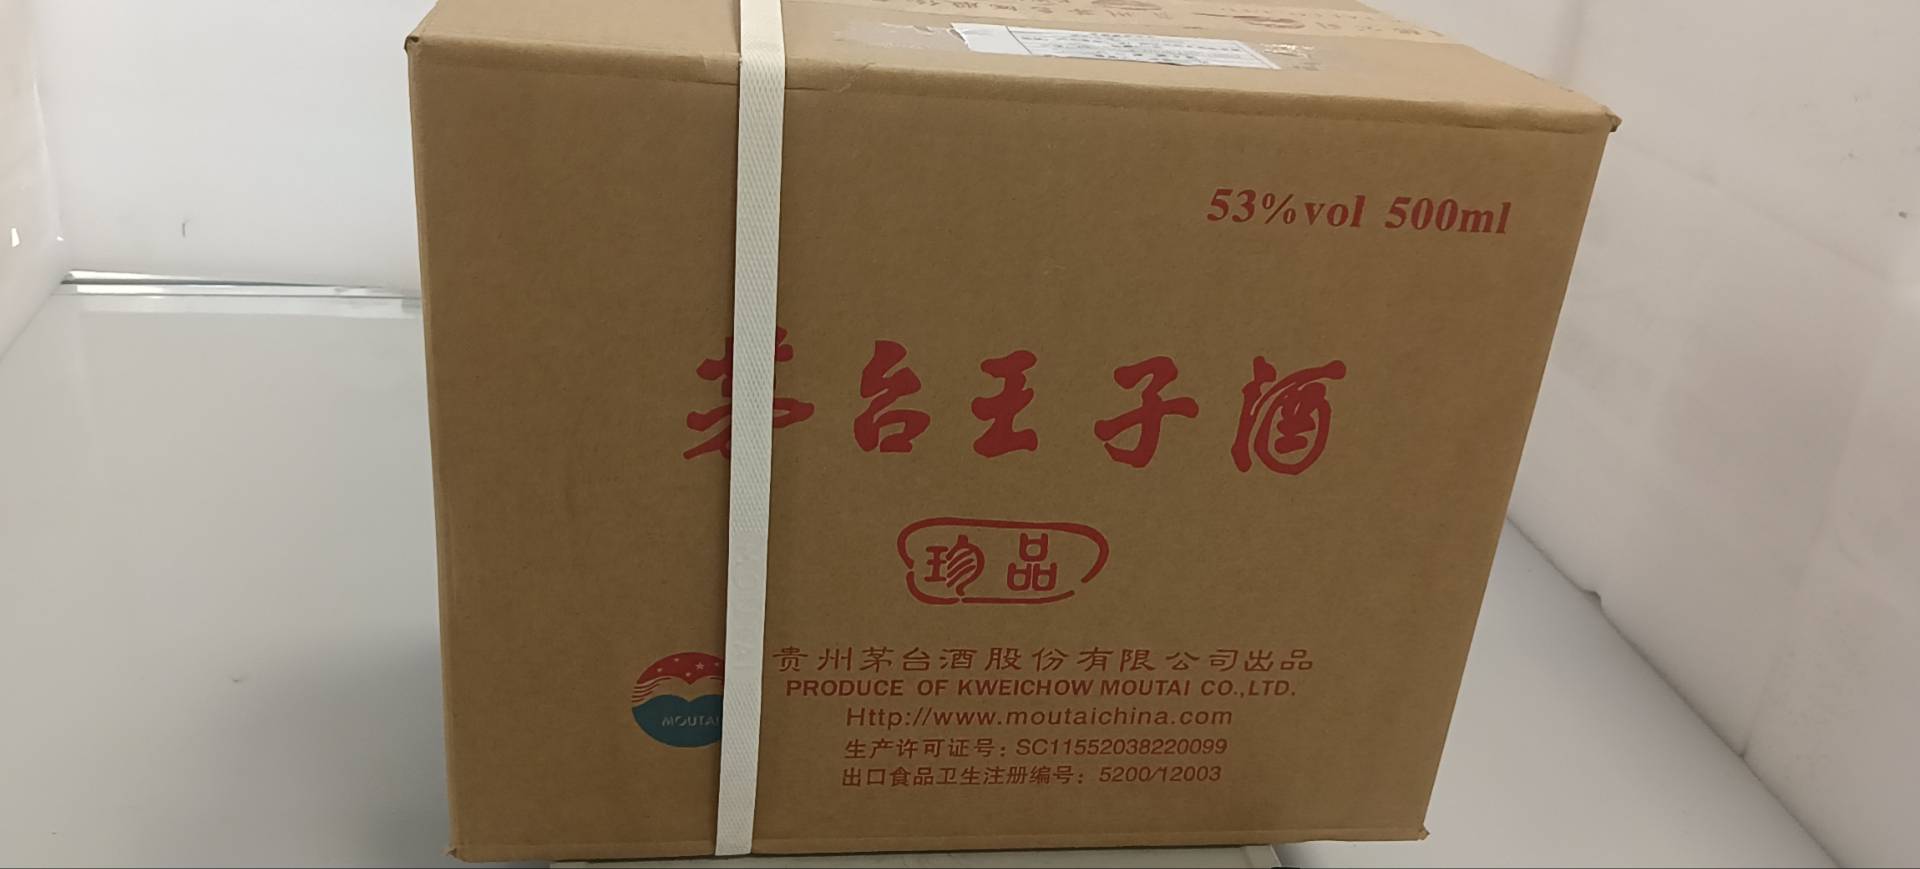 53%vol 500ml
茅台王子酒
珍品
贵州茅台酒股份有限公司出品
PRODUCE OF KWEICHOW MOUTAI CO.,LTD.
MOUTAI
Http://www.moutaichina.com
生产许可证号：SC11552038220099
出口食品卫生注册编号：5200/12003